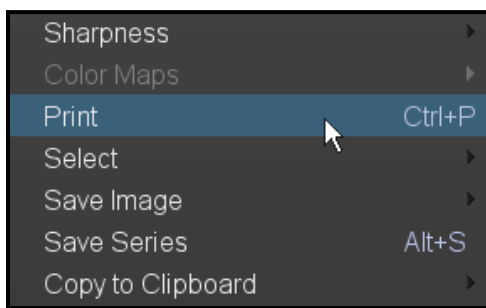 Sharpness
Color Maps
Print Ctrl+P
Select
Save Image
Save Series Alt+S
Copy to Clipboard